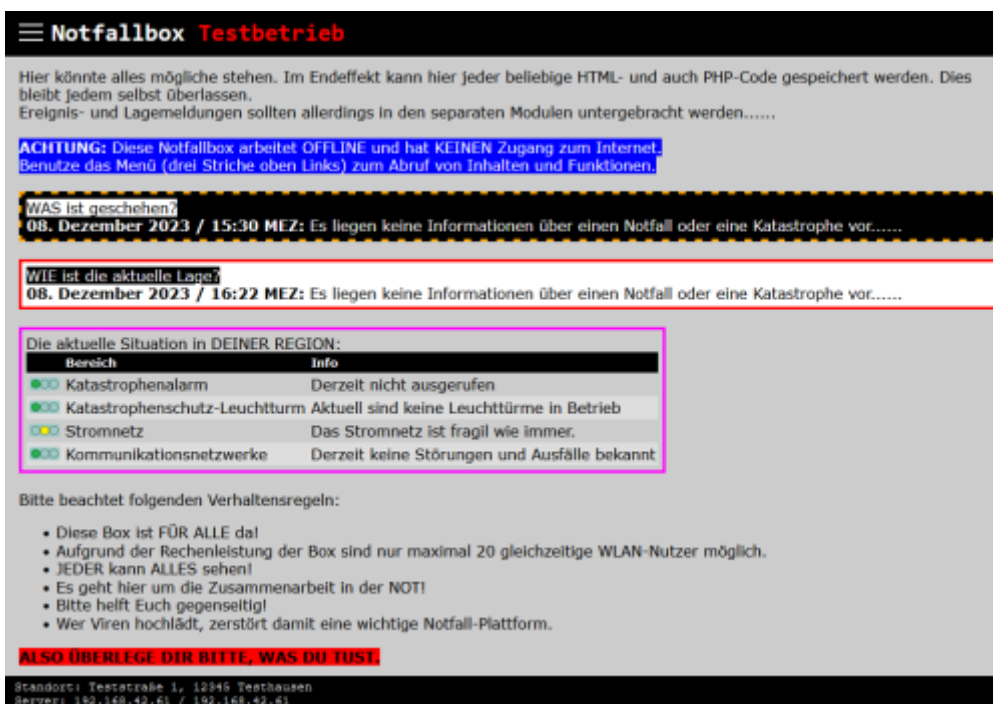 Notfallbox Testbetrieb
Hier könnte alles mögliche stehen. Im Endeffekt kann hier jeder beliebige HTML- und auch PHP-Code gespeichert werden. Dies
bleibt jedem selbst überlassen.
Ereignis- und Lagemeldungen sollten allerdings in den separaten Modulen untergebracht werden......
ACHTUNG: Diese Notfallbox arbeitet OFFLINE und hat KEINEN Zugang zum Internet.
Benutze das Menü (drei Striche oben Links) zum Abruf von Inhalten und Funktionen.
WAS ist geschehen?
08. Dezember 2023 / 15:30 MEZ: Es liegen keine Informationen über einen Notfall oder eine Katastrophe vor......
WIE ist die aktuelle Lage?
08. Dezember 2023 / 16:22 MEZ: Es liegen keine Informationen über einen Notfall oder eine Katastrophe vor......
Die aktuelle Situation in DEINER REGION:
Bereich Info
Katastrophenalarm Derzeit nicht ausgerufen
Katastrophenschutz-Leuchtturm Aktuell sind keine Leuchttürme in Betrieb
Stromnetz Das Stromnetz ist fragil wie immer.
Kommunikationsnetzwerke Derzeit keine Störungen und Ausfälle bekannt
Bitte beachtet folgenden Verhaltensregeln:
• Diese Box ist FÜR ALLE da!
• Aufgrund der Rechenleistung der Box sind nur maximal 20 gleichzeitige WLAN-Nutzer möglich.
• JEDER kann ALLES sehen!
• Es geht hier um die Zusammenarbeit in der NOT!
• Bitte helft Euch gegenseitig!
• Wer Viren hochlädt, zerstört damit eine wichtige Notfall-Plattform.
ALSO ÜBERLEGE DIR BITTE, WAS DU TUST.
Standort: Teststraße 1, 12345 Testhausen
Server: 192.168.42.61 / 192.168.42.61